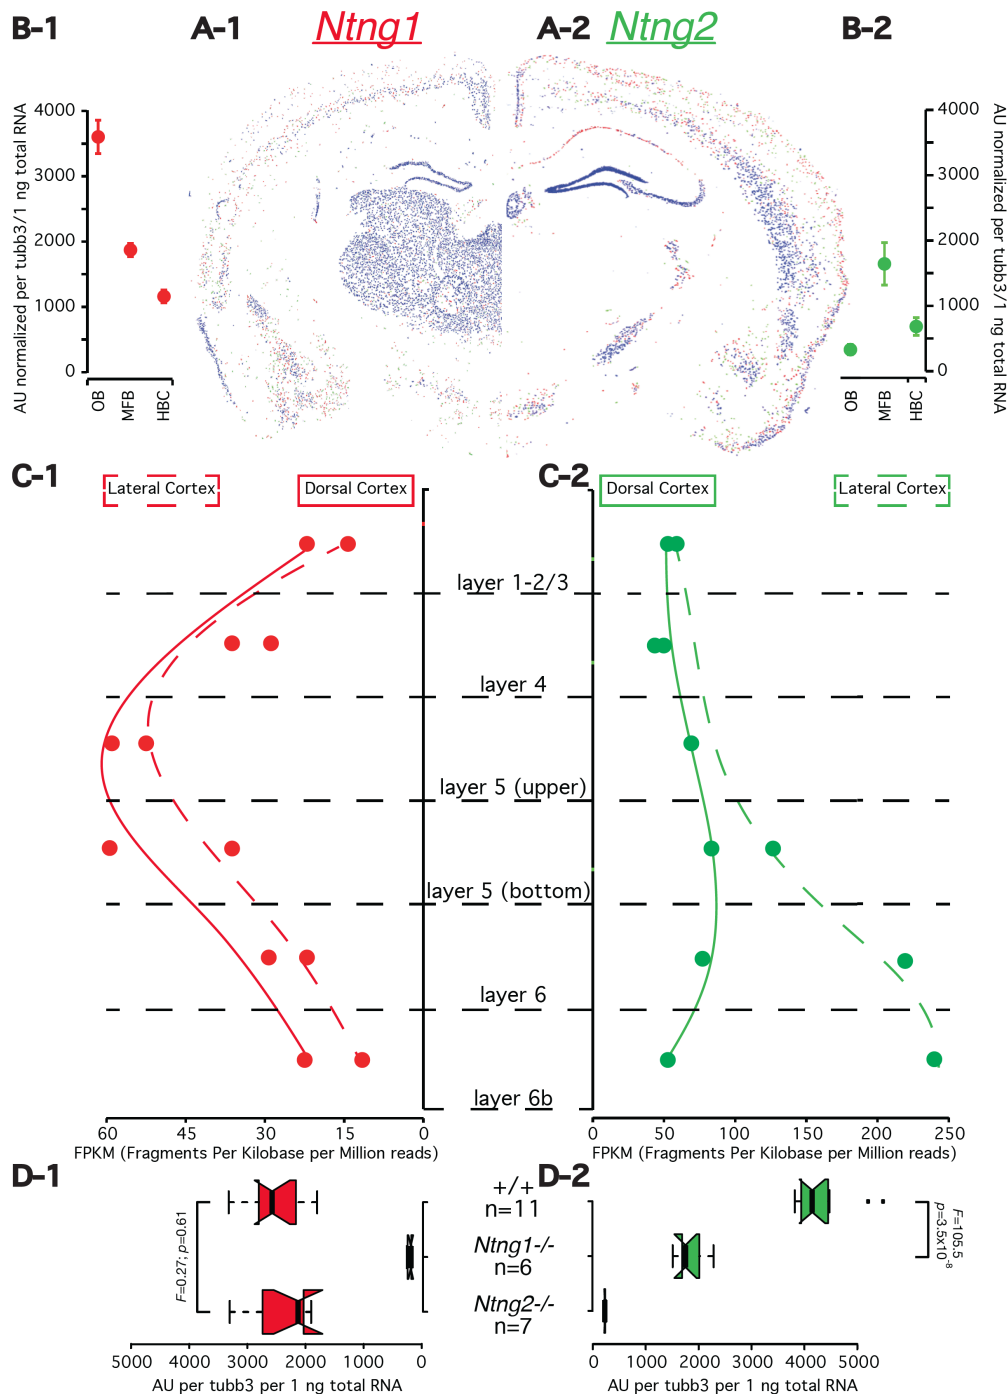 B-1
A-1
Ntng1
A-2
Ntng2
B-2
AU normalized per tubb3/1 ng total RNA
4000
3000
2000
1000
0
OB
MFB
HBC
4000
3000
2000
1000
0
AU normalized per tubb3/1 ng total RNA
OB
MFB
HBC
C-1
Lateral Cortex
Dorsal Cortex
C-2
Dorsal Cortex
Lateral Cortex
layer 1-2/3
layer 4
layer 5 (upper)
layer 5 (bottom)
layer 6
layer 6b
60 45 30 15 0
FPKM (Fragments Per Kilobase per Million reads)
0 50 100 150 200 250
FPKM (Fragments Per Kilobase per Million reads)
D-1
D-2
+/+
n=11
Ntng1-/-
n=6
Ntng2-/-
n=7
F=0.27; p=0.61
F=105.5
p=3.5x10-8
5000 4000 3000 2000 1000 0
AU per tubb3 per 1 ng total RNA
0 1000 2000 3000 4000 5000
AU per tubb3 per 1 ng total RNA